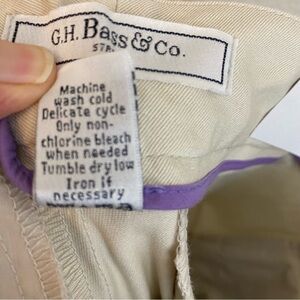 G.H. Bass & Co.
Machine
wash cold
Delicate cycle
Only non-
chlorine bleach
when needed
Tumble dry low
Iron if
necessary